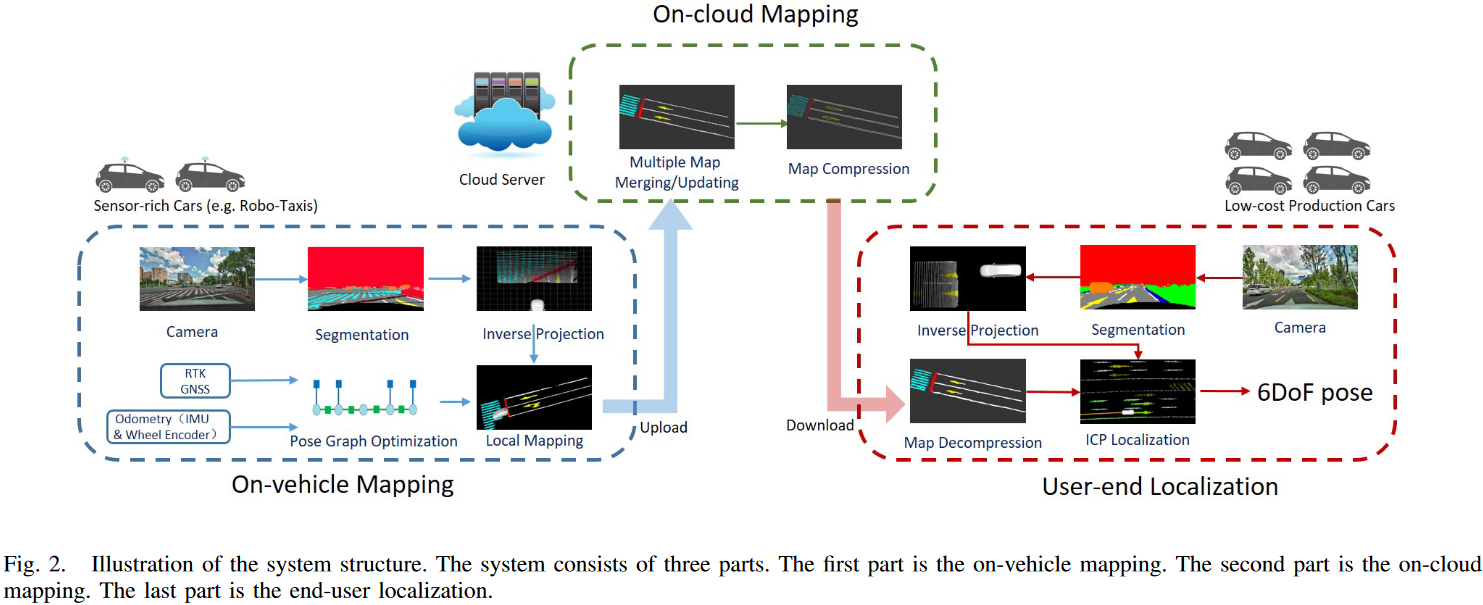 On-cloud Mapping
Cloud Server
Multiple Map
Merging/Updating
Map Compression
Sensor-rich Cars (e.g. Robo-Taxis)
Low-cost Production Cars
Camera
Segmentation
Inverse Projection
RTK
GNSS
Odometry（IMU
& Wheel Encoder）
Pose Graph Optimization
Local Mapping
Upload
On-vehicle Mapping
Download
Inverse Projection
Segmentation
Camera
Map Decompression
ICP Localization
6DoF pose
User-end Localization
Fig. 2. Illustration of the system structure. The system consists of three parts. The first part is the on-vehicle mapping. The second part is the on-cloud
mapping. The last part is the end-user localization.